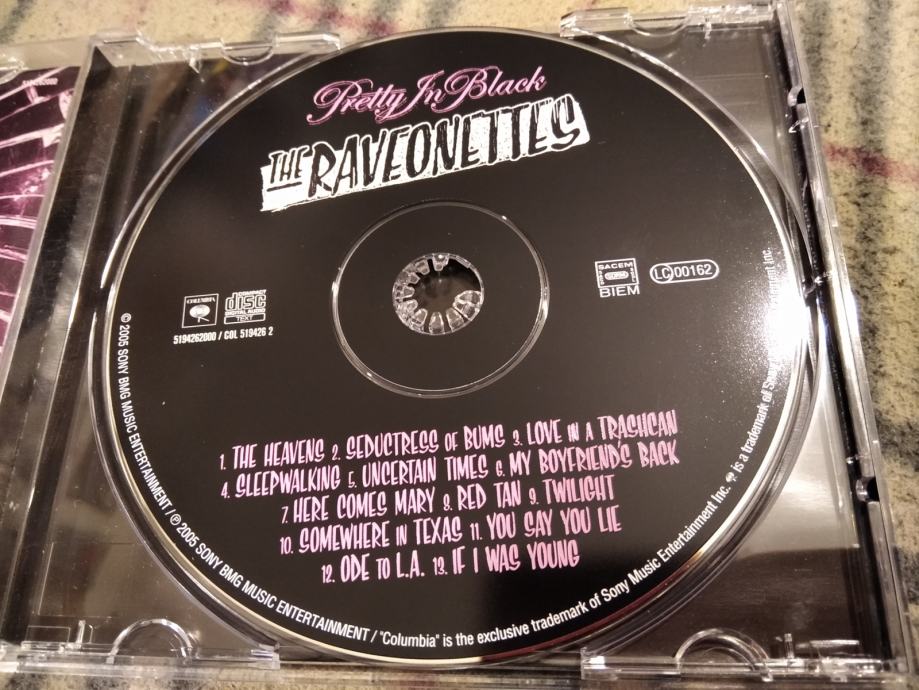 Pretty In Black
THE RAVEONETTES
COLUMBIA
COMPACT
disc
DIGITAL AUDIO
TEXT
5194262000 / COL 519426 2
SACEM
BIEM
LC 00162
1. THE HEAVENS 2. SEDUCTRESS OF BUMS 3. LOVE IN A TRASHCAN
4. SLEEPWALKING 5. UNCERTAIN TIMES 6. MY BOYFRIEND'S BACK
7. HERE COMES MARY 8. RED TAN 9. TWILIGHT
10. SOMEWHERE IN TEXAS 11. YOU SAY YOU LIE
12. ODE TO L.A. 13. IF I WAS YOUNG
© 2005 SONY BMG MUSIC ENTERTAINMENT / ℗ 2005 SONY BMG MUSIC ENTERTAINMENT / "Columbia" is the exclusive trademark of Sony Music Entertainment Inc. is a trademark of Inc.